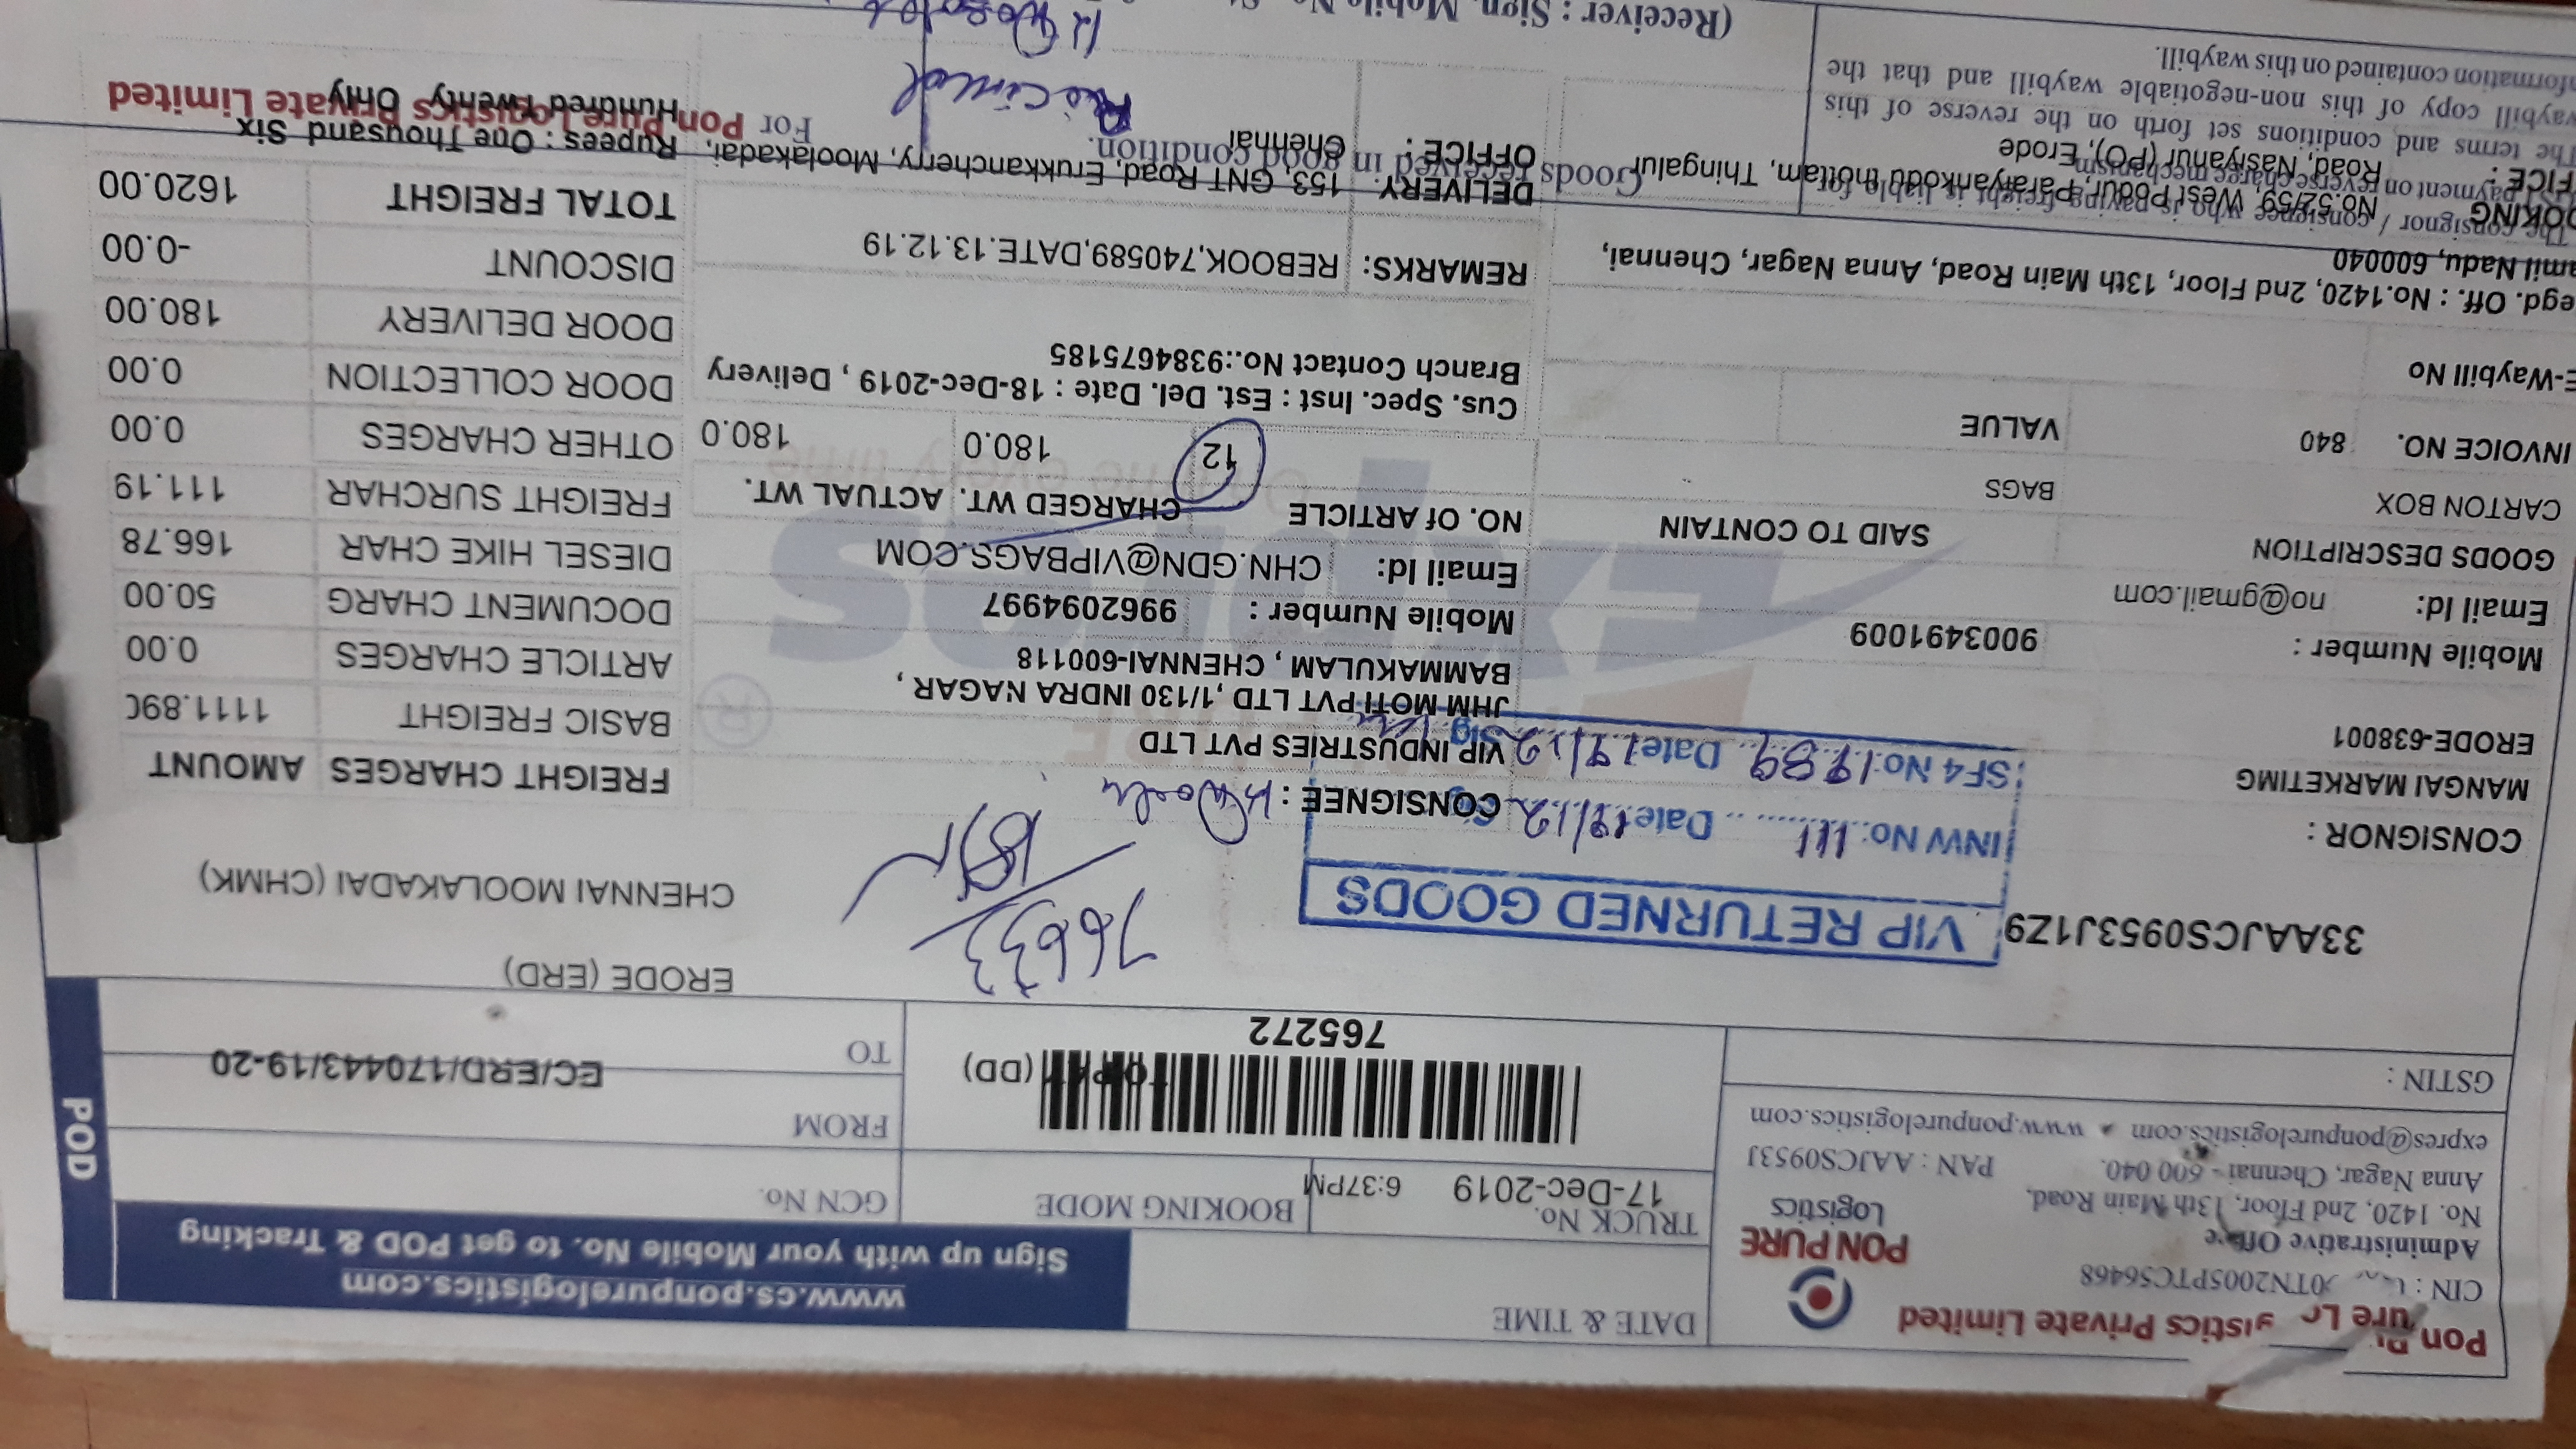 Pon Pure Logistics Private Limited
CIN : 0TN2005PTC56468
Administrative Office
No. 1420, 2nd Floor, 13th Main Road,
Anna Nagar, Chennai - 600 040.
PAN : AAJCS0953J
expres@ponpurelogistics.com www.ponpurelogistics.com
PON PURE
Logistics
GSTIN :
33AAJCS0953J1Z9
DATE & TIME
TRUCK No.
17-Dec-2019 6:37PM
BOOKING MODE
TOPAY (DD)
765272
www.cs.ponpurelogistics.com
Sign up with your Mobile No. to get POD & Tracking
GCN No.
FROM
EC/ERD/170443/19-20
TO
POD
ERODE (ERD)
CHENNAI MOOLAKADAI (CHMK)
7663
VIP RETURNED GOODS
INW No. 111 Date 19/12
SF4 No. 1789 Date 19/12 Sig
CONSIGNOR :
MANGAI MARKETIMG
ERODE-638001
Mobile Number : 9003491009
Email Id: no@gmail.com
CONSIGNEE :
VIP INDUSTRIES PVT LTD
JHM MOTI PVT LTD ,1/130 INDRA NAGAR ,
BAMMAKULAM , CHENNAI-600118
Mobile Number : 9962094997
Email Id: CHN.GDN@VIPBAGS.COM
GOODS DESCRIPTION SAID TO CONTAIN
CARTON BOX BAGS
INVOICE NO. 840 VALUE
E-Waybill No
NO. Of ARTICLE CHARGED WT. ACTUAL WT.
12 180.0 180.0
Cus. Spec. Inst : Est. Del. Date : 18-Dec-2019 , Delivery
Branch Contact No.:9384675185
REMARKS: REBOOK,740589,DATE.13.12.19
FREIGHT CHARGES AMOUNT
BASIC FREIGHT 1111.890
ARTICLE CHARGES 0.00
DOCUMENT CHARG 50.00
DIESEL HIKE CHAR 166.78
FREIGHT SURCHAR 111.19
OTHER CHARGES 0.00
DOOR COLLECTION 0.00
DOOR DELIVERY 180.00
DISCOUNT -0.00
TOTAL FREIGHT 1620.00
Rupees : One Thousand Six
Hundred Twenty Only
egd. Off. : No.1420, 2nd Floor, 13th Main Road, Anna Nagar, Chennai,
amil Nadu, 600040
The consignor / consignee who is paying freight is liable for
payment on reverse charge mechanism
OKING No.52/59, West Poour, Paraiyankodu thottam, Thingalur
FICE : Road, Nasiyanur (PO), Erode
The terms and conditions set forth on the reverse of this
waybill copy of this non-negotiable waybill and that the
nformation contained on this waybill.
DELIVERY 153, GNT Road, Erukkancherry, Moolakadai,
OFFICE : Chennai
Goods received in good condition.
(Receiver : Sign. Mobile No.
For Pon Pure Logistics Private Limited